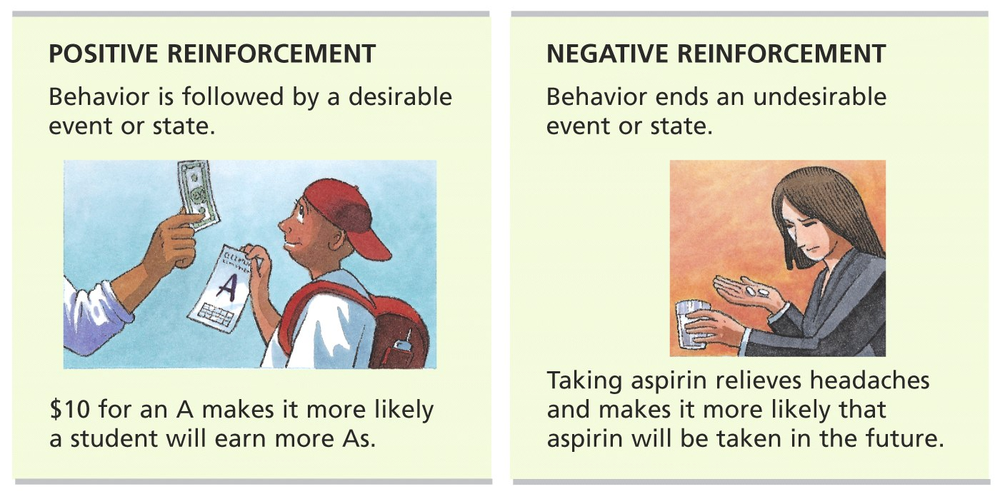 POSITIVE REINFORCEMENT
Behavior is followed by a desirable
event or state.
A
$10 for an A makes it more likely
a student will earn more As.
NEGATIVE REINFORCEMENT
Behavior ends an undesirable
event or state.
Taking aspirin relieves headaches
and makes it more likely that
aspirin will be taken in the future.